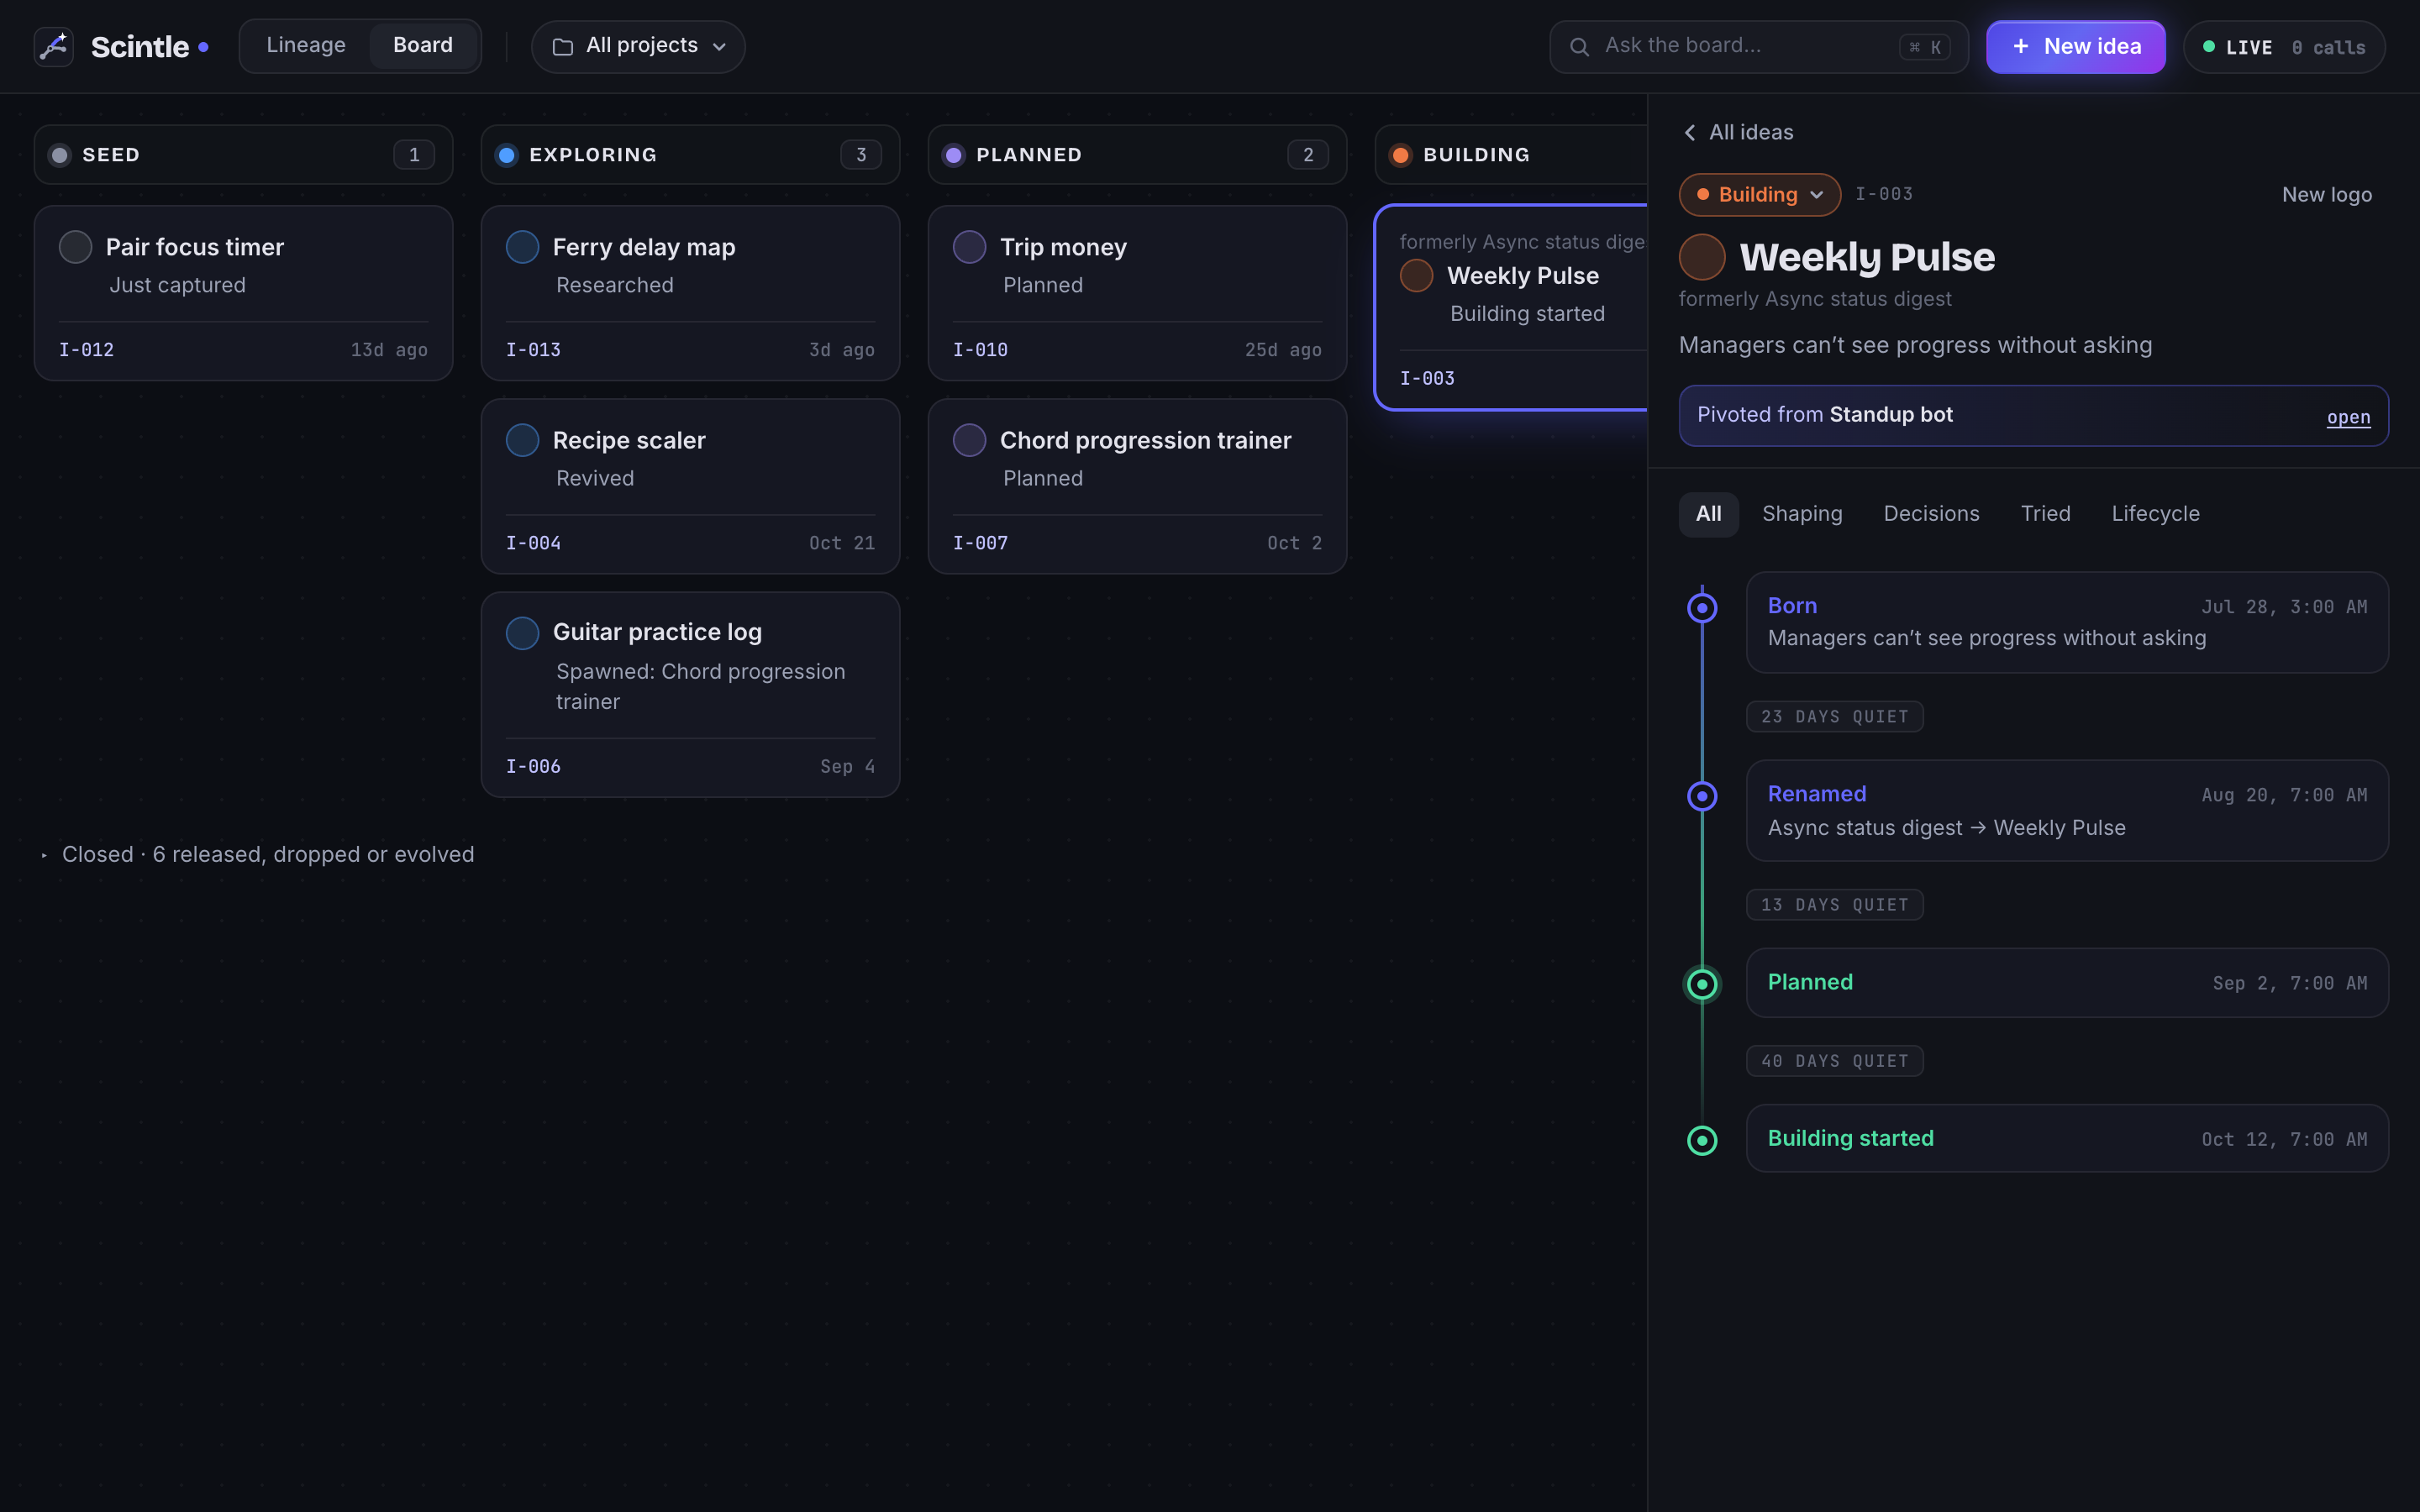 Scintle
Lineage
Board
All projects
Ask the board...
⌘ K
+ New idea
LIVE 0 calls
SEED 1
Pair focus timer
Just captured
I-012 13d ago
EXPLORING 3
Ferry delay map
Researched
I-013 3d ago
Recipe scaler
Revived
I-004 Oct 21
Guitar practice log
Spawned: Chord progression
trainer
I-006 Sep 4
PLANNED 2
Trip money
Planned
I-010 25d ago
Chord progression trainer
Planned
I-007 Oct 2
BUILDING
formerly Async status dige
Weekly Pulse
Building started
I-003
Closed · 6 released, dropped or evolved
All ideas
Building I-003 New logo
Weekly Pulse
formerly Async status digest
Managers can’t see progress without asking
Pivoted from Standup bot open
All Shaping Decisions Tried Lifecycle
Born Jul 28, 3:00 AM
Managers can’t see progress without asking
23 DAYS QUIET
Renamed Aug 20, 7:00 AM
Async status digest → Weekly Pulse
13 DAYS QUIET
Planned Sep 2, 7:00 AM
40 DAYS QUIET
Building started Oct 12, 7:00 AM